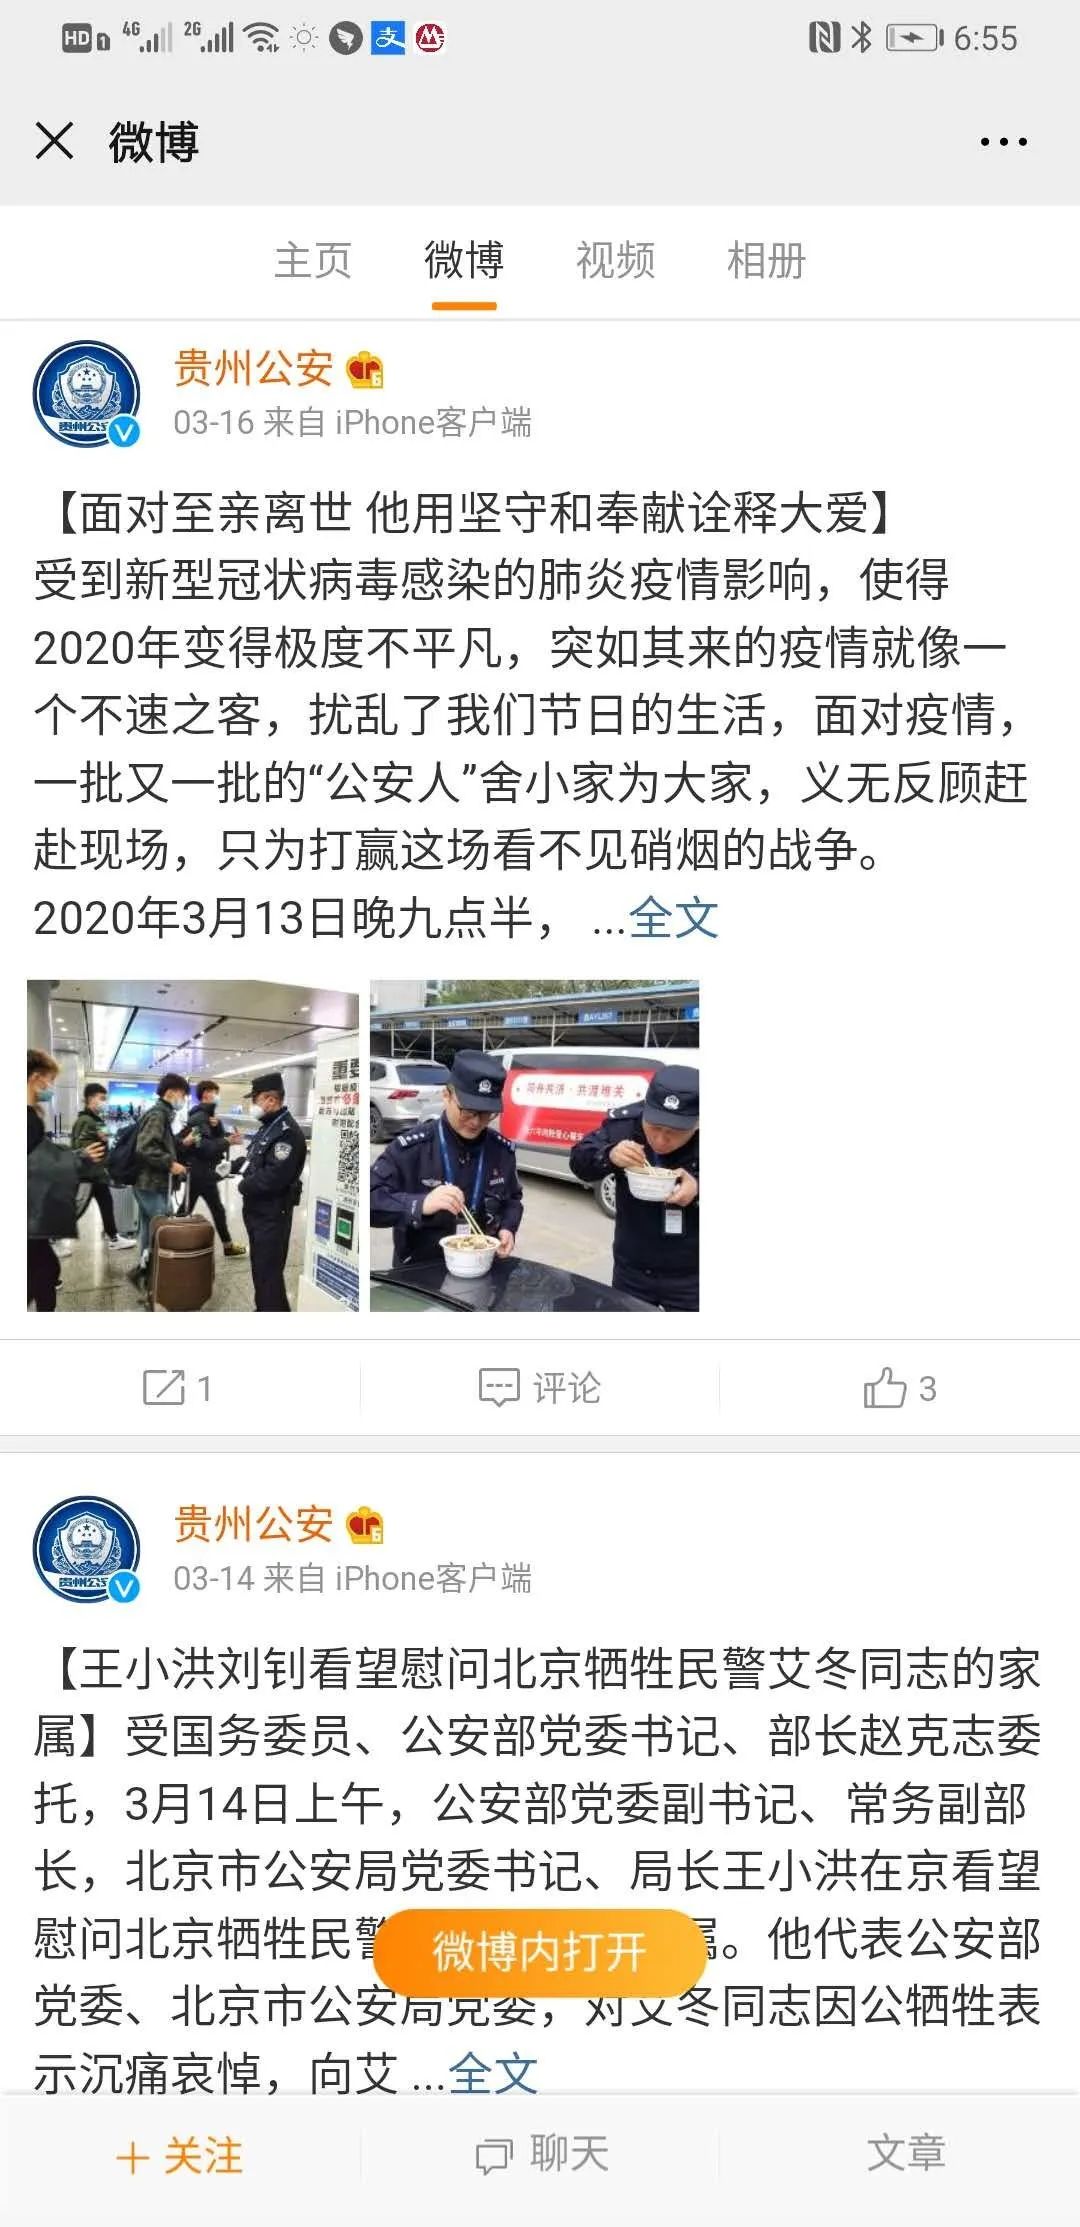 HD 1 4G 2G 支 6:55
微博
主页 微博 视频 相册
贵州公安
03-16 来自 iPhone客户端
【面对至亲离世 他用坚守和奉献诠释大爱】
受到新型冠状病毒感染的肺炎疫情影响，使得
2020年变得极度不平凡，突如其来的疫情就像一
个不速之客，扰乱了我们节日的生活，面对疫情，
一批又一批的“公安人”舍小家为大家，义无反顾赶
赴现场，只为打赢这场看不见硝烟的战争。
2020年3月13日晚九点半， ...全文
同舟共济·共渡难关
1 评论 3
贵州公安
03-14 来自 iPhone客户端
【王小洪刘钊看望慰问北京牺牲民警艾冬同志的家
属】受国务委员、公安部党委书记、部长赵克志委
托，3月14日上午，公安部党委副书记、常务副部
长，北京市公安局党委书记、局长王小洪在京看望
慰问北京牺牲民警 属。他代表公安部
微博内打开
党委、北京市公安局党委，对艾冬同志因公牺牲表
示沉痛哀悼，向艾 ...全文
关注 聊天 文章